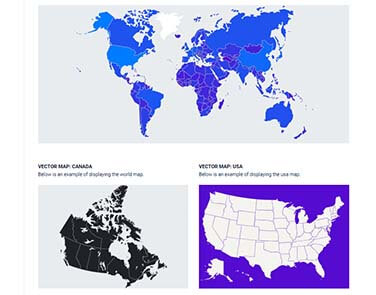 VECTOR MAP: CANADA
Below is an example of displaying the world map.
VECTOR MAP: USA
Below is an example of displaying the usa map.